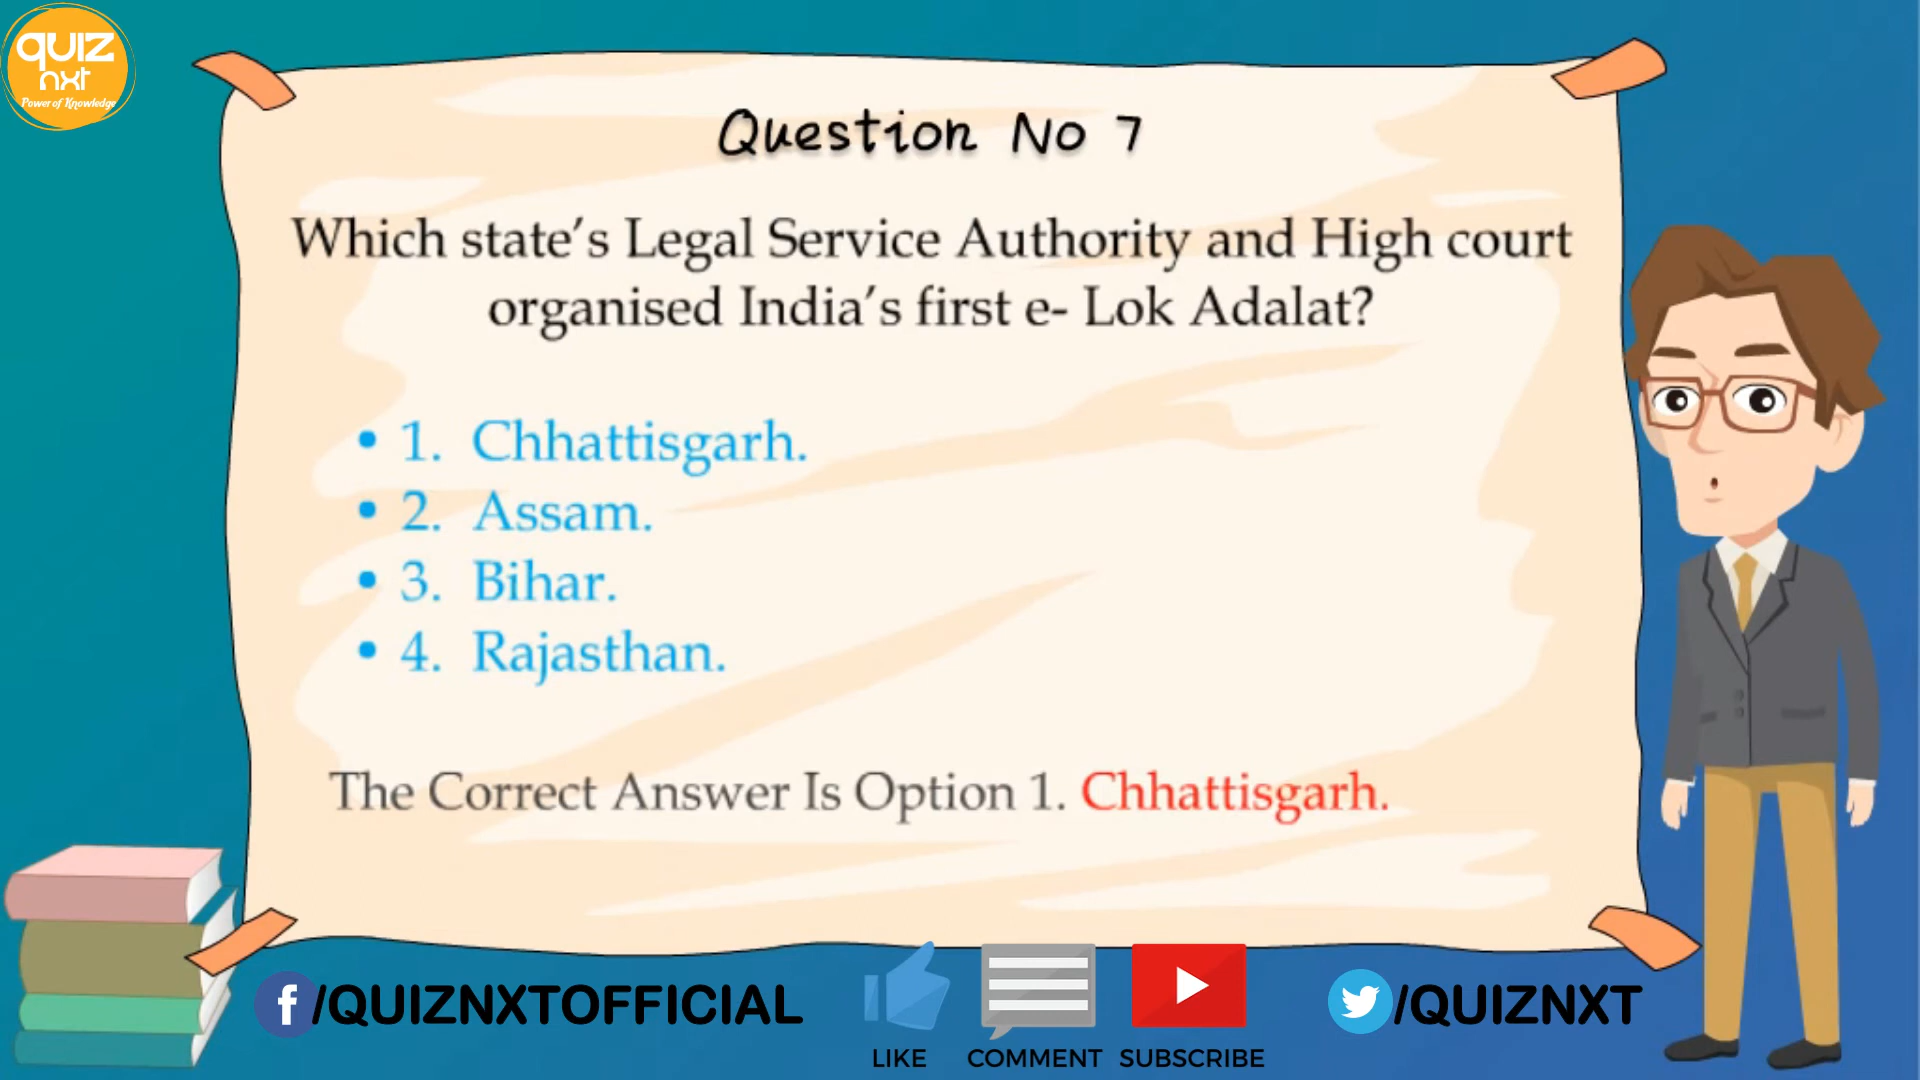 quiz
nxt
Power of Knowledge
Question No 7
Which state's Legal Service Authority and High court
organised India's first e- Lok Adalat?
• 1. Chhattisgarh.
• 2. Assam.
• 3. Bihar.
• 4. Rajasthan.
The Correct Answer Is Option 1. Chhattisgarh.
f/QUIZNXTOFFICIAL
/QUIZNXT
LIKE COMMENT SUBSCRIBE